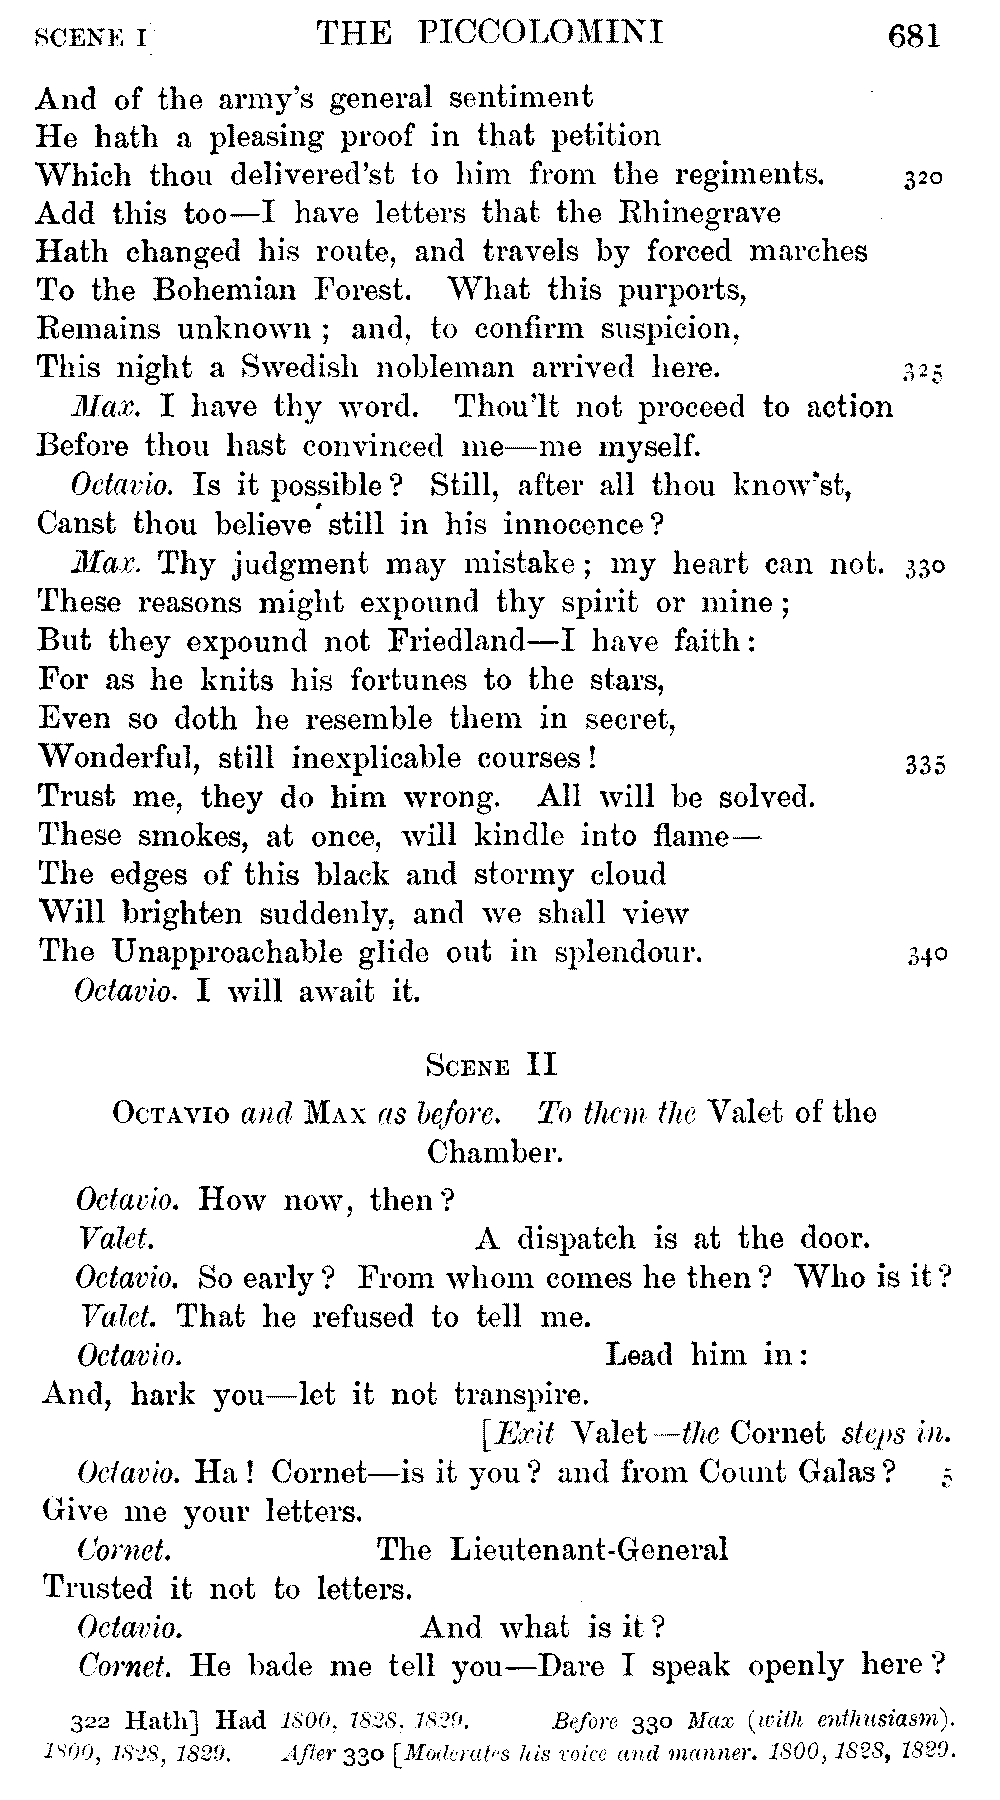 SCENE I THE PICCOLOMINI 681
And of the army's general sentiment
He hath a pleasing proof in that petition
Which thou delivered'st to him from the regiments. 320
Add this too—I have letters that the Rhinegrave
Hath changed his route, and travels by forced marches
To the Bohemian Forest. What this purports,
Remains unknown; and, to confirm suspicion,
This night a Swedish nobleman arrived here. 325
Max. I have thy word. Thou'lt not proceed to action
Before thou hast convinced me—me myself.
Octavio. Is it possible? Still, after all thou know'st,
Canst thou believe still in his innocence?
Max. Thy judgment may mistake; my heart can not. 330
These reasons might expound thy spirit or mine;
But they expound not Friedland—I have faith:
For as he knits his fortunes to the stars,
Even so doth he resemble them in secret,
Wonderful, still inexplicable courses!  335
Trust me, they do him wrong. All will be solved.
These smokes, at once, will kindle into flame—
The edges of this black and stormy cloud
Will brighten suddenly, and we shall view
The Unapproachable glide out in splendour. 340
Octavio. I will await it.
SCENE II
OCTAVIO and MAX as before. To them the Valet of the
Chamber.
Octavio. How now, then?
Valet. A dispatch is at the door.
Octavio. So early? From whom comes he then? Who is it?
Valet. That he refused to tell me.
Octavio. Lead him in:
And, hark you—let it not transpire.
[Exit Valet—the Cornet steps in.
Octavio. Ha! Cornet—is it you? and from Count Galas? 5
Give me your letters.
Cornet. The Lieutenant-General
Trusted it not to letters.
Octavio. And what is it?
Cornet. He bade me tell you—Dare I speak openly here?
322 Hath] Had 1800, 1828, 1829. Before 330 Max (with enthusiasm).
1800, 1828, 1829. After 330 [Moderates his voice and manner. 1800, 1828, 1829.